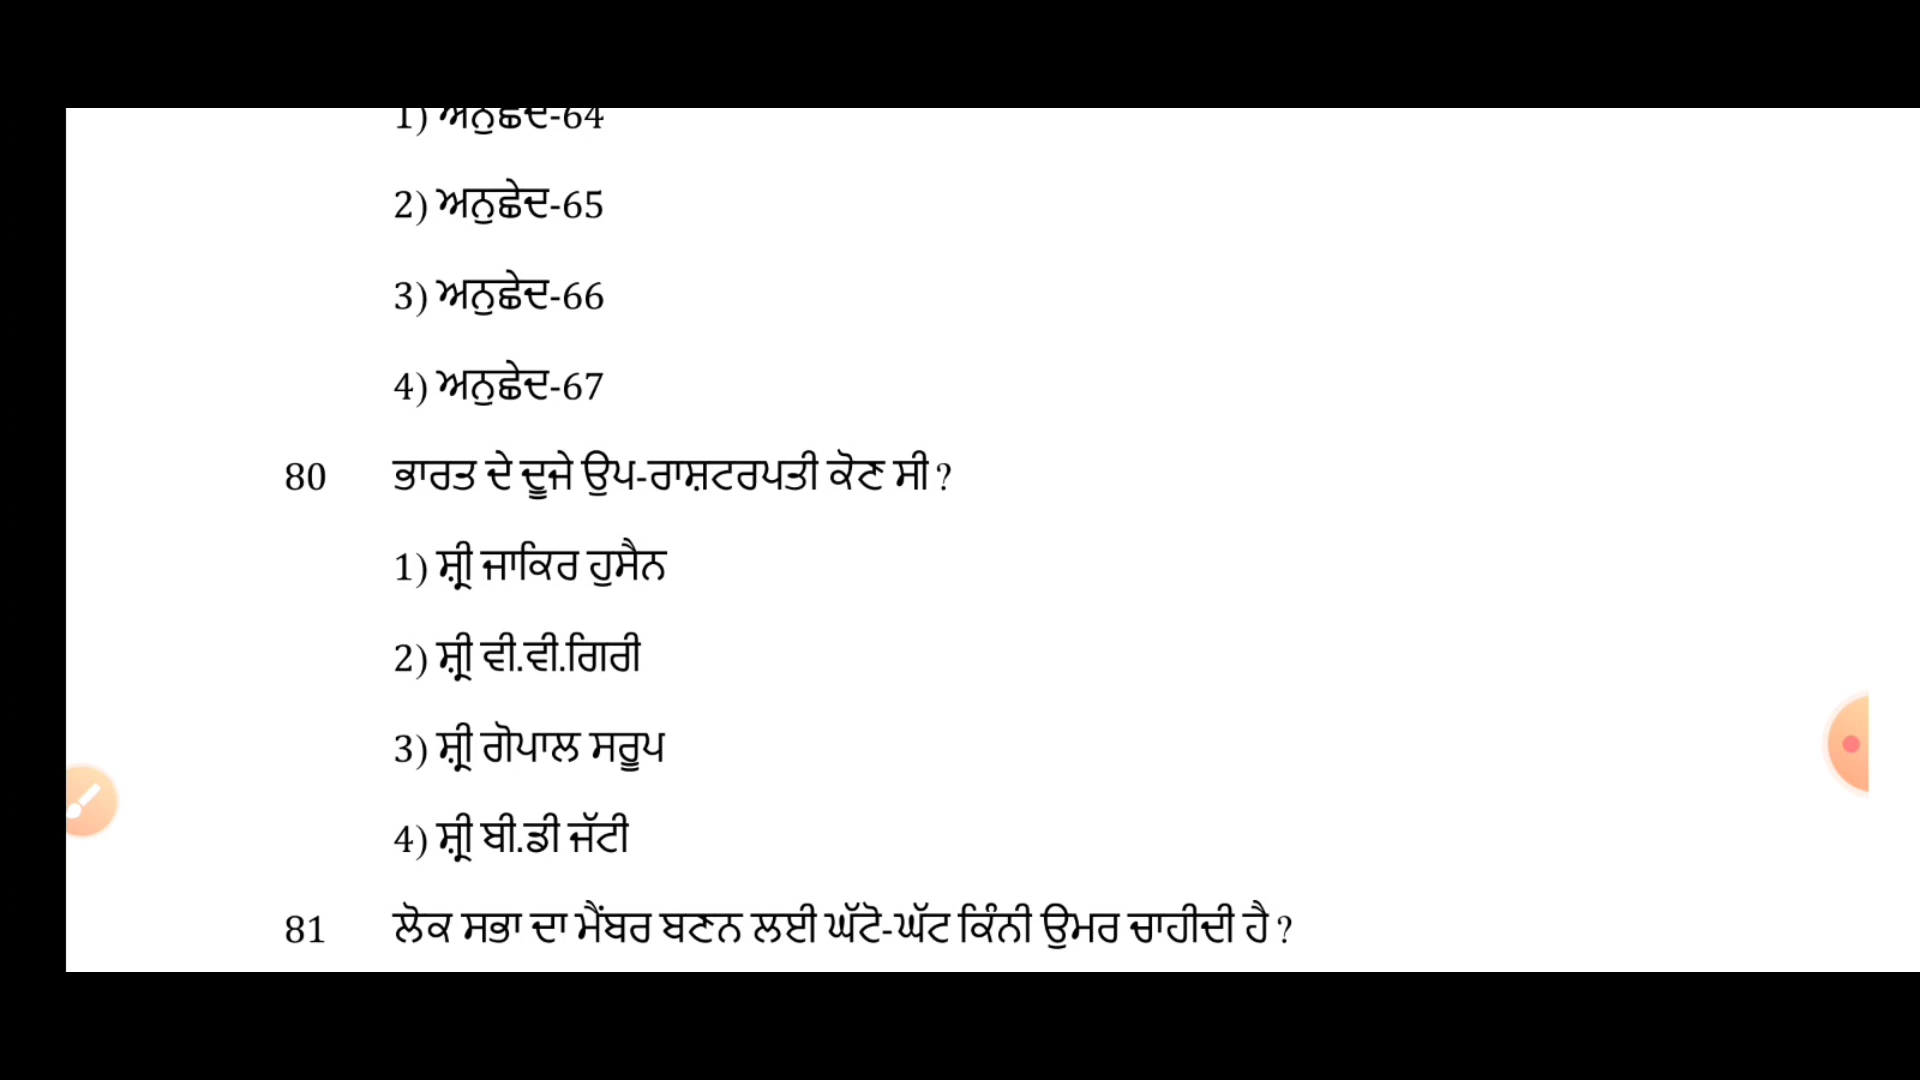 1) ਅਨੁਛੇਦ-64
2) ਅਨੁਛੇਦ-65
3) ਅਨੁਛੇਦ-66
4) ਅਨੁਛੇਦ-67
80 ਭਾਰਤ ਦੇ ਦੂਜੇ ਉਪ-ਰਾਸ਼ਟਰਪਤੀ ਕੋਣ ਸੀ?
1) ਸ਼੍ਰੀ ਜਾਕਿਰ ਹੁਸੈਨ
2) ਸ਼੍ਰੀ ਵੀ.ਵੀ.ਗਿਰੀ
3) ਸ਼੍ਰੀ ਗੋਪਾਲ ਸਰੂਪ
4) ਸ਼੍ਰੀ ਬੀ.ਡੀ ਜੱਟੀ
81 ਲੋਕ ਸਭਾ ਦਾ ਮੈਂਬਰ ਬਣਨ ਲਈ ਘੱਟੋ-ਘੱਟ ਕਿੰਨੀ ਉਮਰ ਚਾਹੀਦੀ ਹੈ?